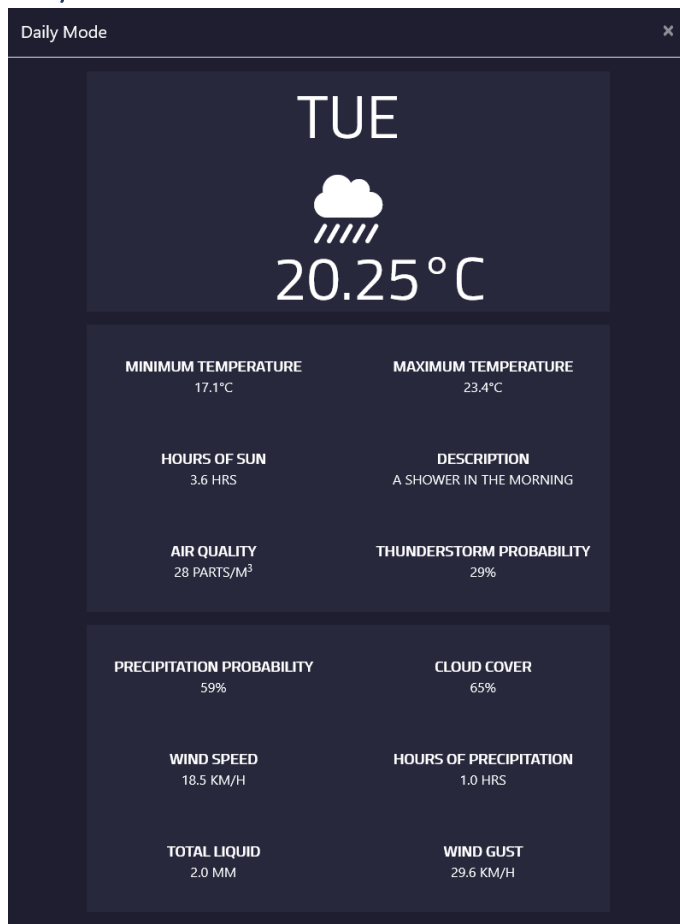 Daily Mode
×
TUE
20.25°C
MINIMUM TEMPERATURE
17.1°C
MAXIMUM TEMPERATURE
23.4°C
HOURS OF SUN
3.6 HRS
DESCRIPTION
A SHOWER IN THE MORNING
AIR QUALITY
28 PARTS/M³
THUNDERSTORM PROBABILITY
29%
PRECIPITATION PROBABILITY
59%
CLOUD COVER
65%
WIND SPEED
18.5 KM/H
HOURS OF PRECIPITATION
1.0 HRS
TOTAL LIQUID
2.0 MM
WIND GUST
29.6 KM/H